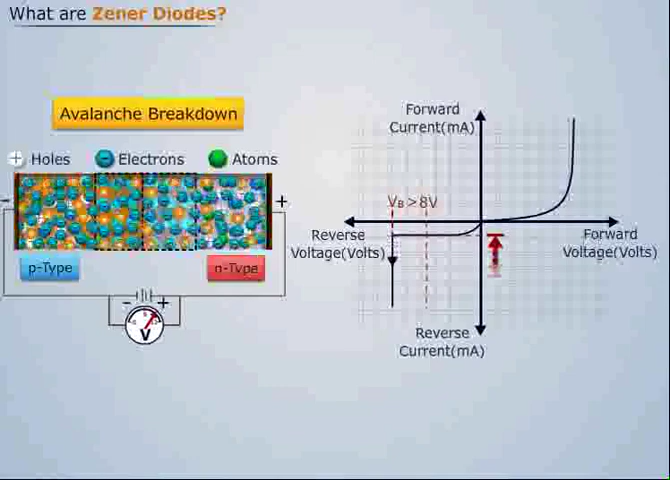 What are Zener Diodes?
Avalanche Breakdown
+ Holes - Electrons Atoms
- +
p-Type n-Type
- +
V
Forward
Current(mA)
VB > 8V
Reverse
Voltage(Volts)
Forward
Voltage(Volts)
Reverse
Current(mA)